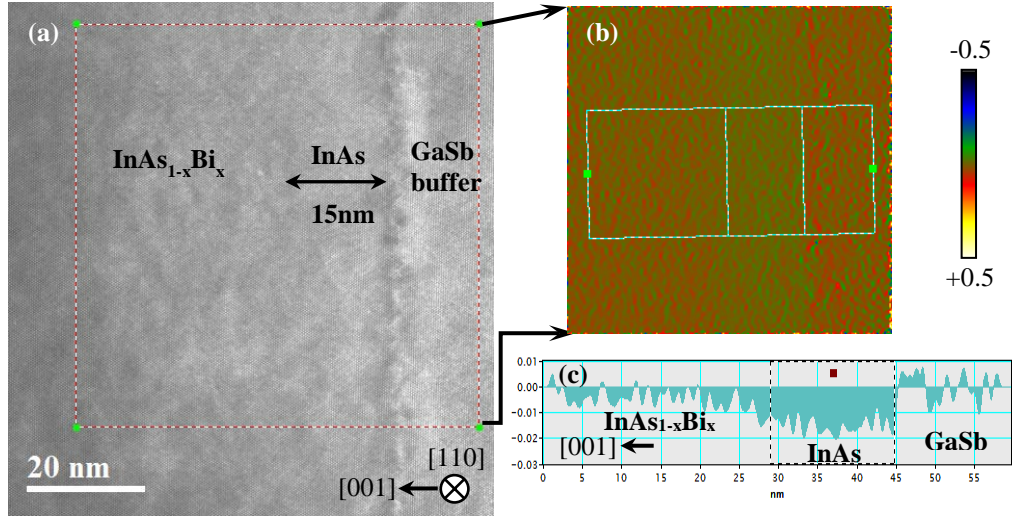 (a)
InAs₁₋ₓBiₓ
InAs
15nm
GaSb
buffer
20 nm
[110]
[001]
(b)
-0.5
+0.5
(c)
0.01
0.00
−0.01
−0.02
−0.03
InAs₁₋ₓBiₓ
[001]
InAs
GaSb
0 5 10 15 20 25 30 35 40 45 50 55
nm